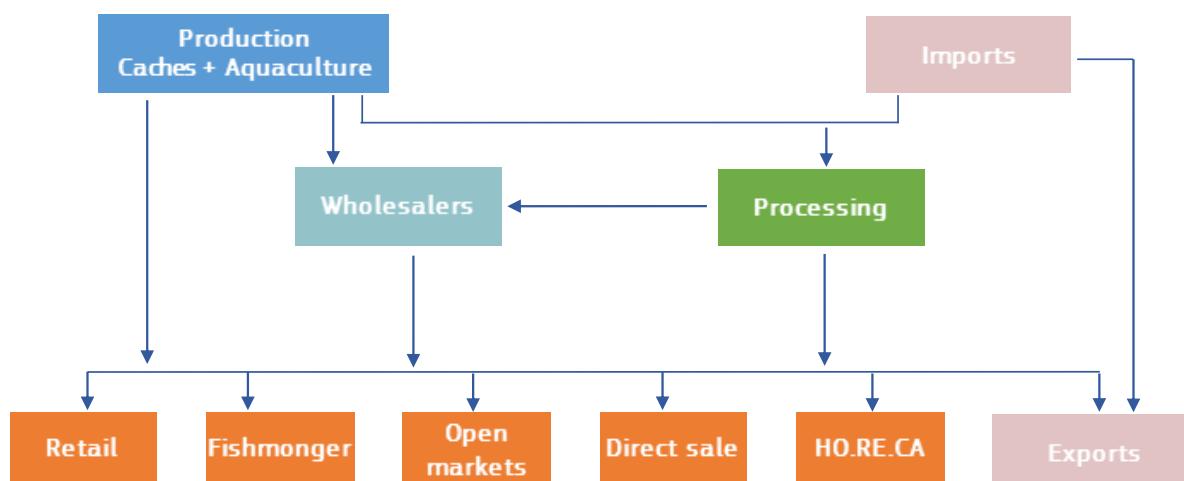 Production
Caches + Aquaculture
Imports
Wholesalers
Processing
Retail
Fishmonger
Open
markets
Direct sale
HO.RE.CA
Exports